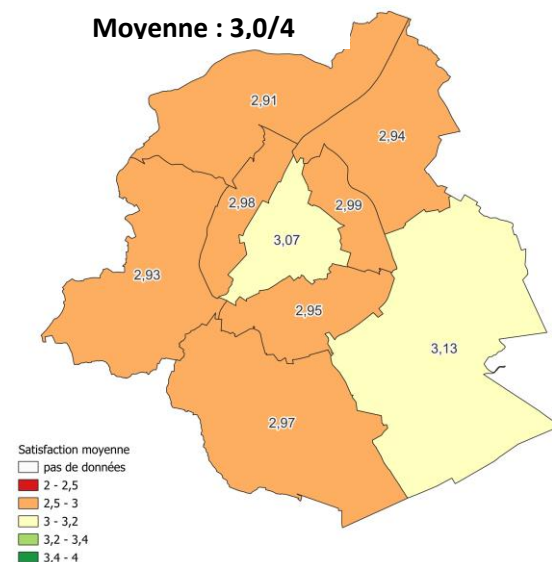 Moyenne : 3,0/4
2,91
2,94
2,98
2,99
3,07
2,93
2,95
3,13
2,97
Satisfaction moyenne
pas de données
2 - 2,5
2,5 - 3
3 - 3,2
3,2 - 3,4
3.4 - 4